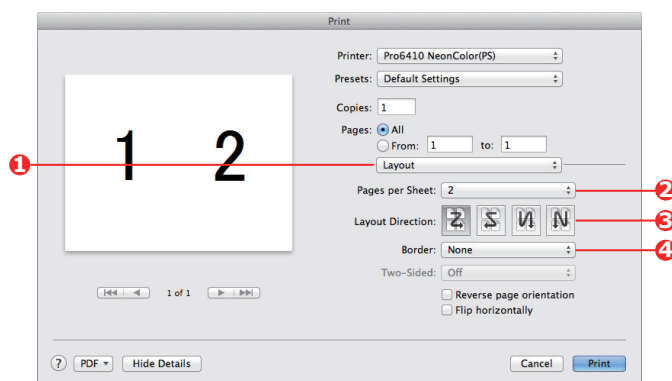 Print
Printer: Pro6410 NeonColor(PS)
Presets: Default Settings
Copies: 1
Pages: All
From: 1 to: 1
1 2
1 Layout
Pages per Sheet: 2 2
Layout Direction: 3
Border: None 4
Two-Sided: Off
1 of 1
Reverse page orientation
Flip horizontally
? PDF Hide Details Cancel Print